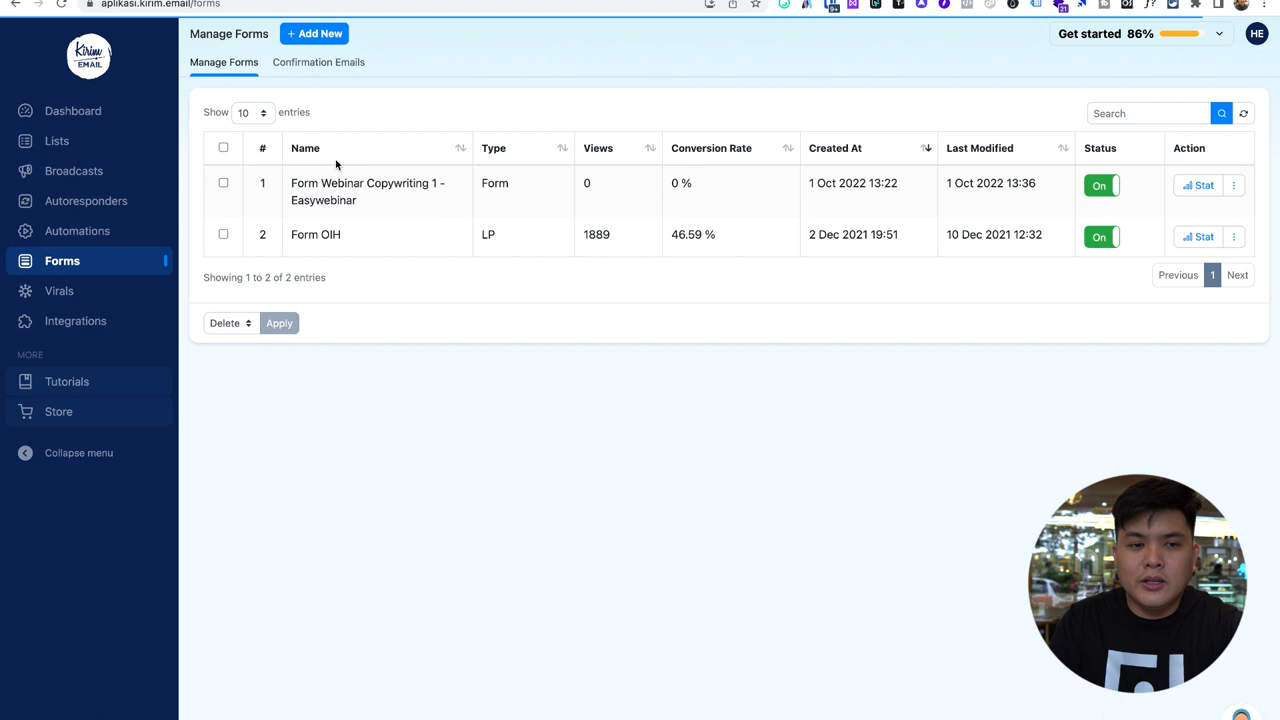 aplikasi.kirim.email/forms
9+
21
Kirim
EMAIL
Manage Forms
+ Add New
Get started 86%
HE
Manage Forms
Confirmation Emails
Dashboard
Lists
Broadcasts
Autoresponders
Automations
Forms
Virals
Integrations
MORE
Tutorials
Store
Collapse menu
Show 10 entries
Search
# Name Type Views Conversion Rate Created At Last Modified Status Action
1 Form Webinar Copywriting 1 - Form 0 0 % 1 Oct 2022 13:22 1 Oct 2022 13:36 On Stat
Easywebinar
2 Form OIH LP 1889 46.59 % 2 Dec 2021 19:51 10 Dec 2021 12:32 On Stat
Showing 1 to 2 of 2 entries
Previous 1 Next
Delete Apply